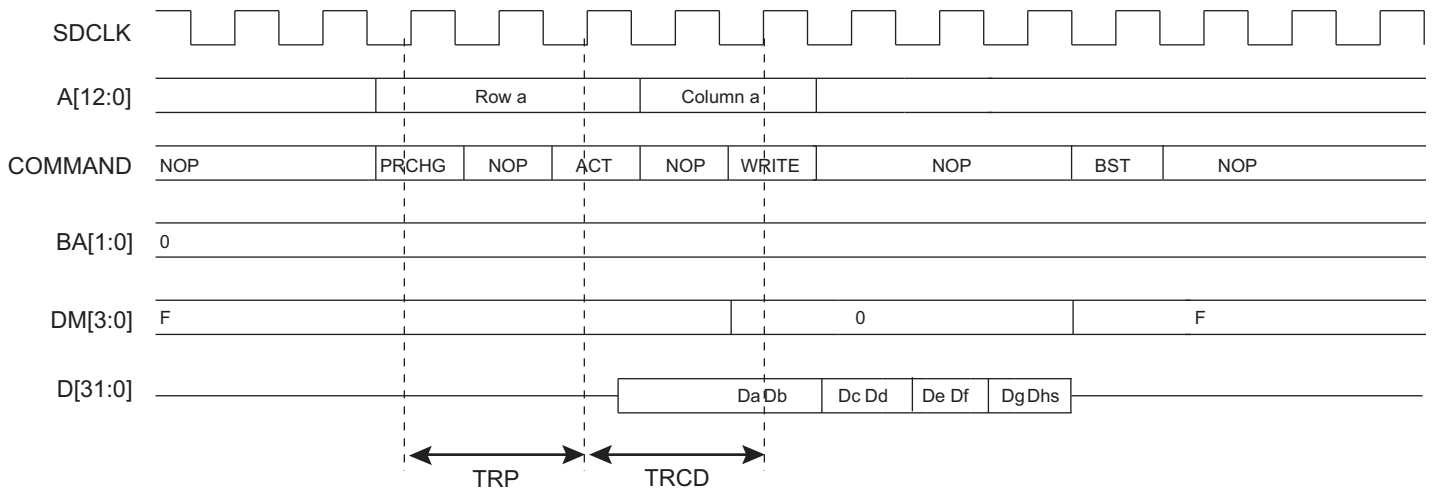 SDCLK
A[12:0] Row a Column a
COMMAND NOP PRCHG NOP ACT NOP WRITE NOP BST NOP
BA[1:0] 0
DM[3:0] F 0 F
D[31:0] Da Db Dc Dd De Df Dg Dhs
TRP TRCD